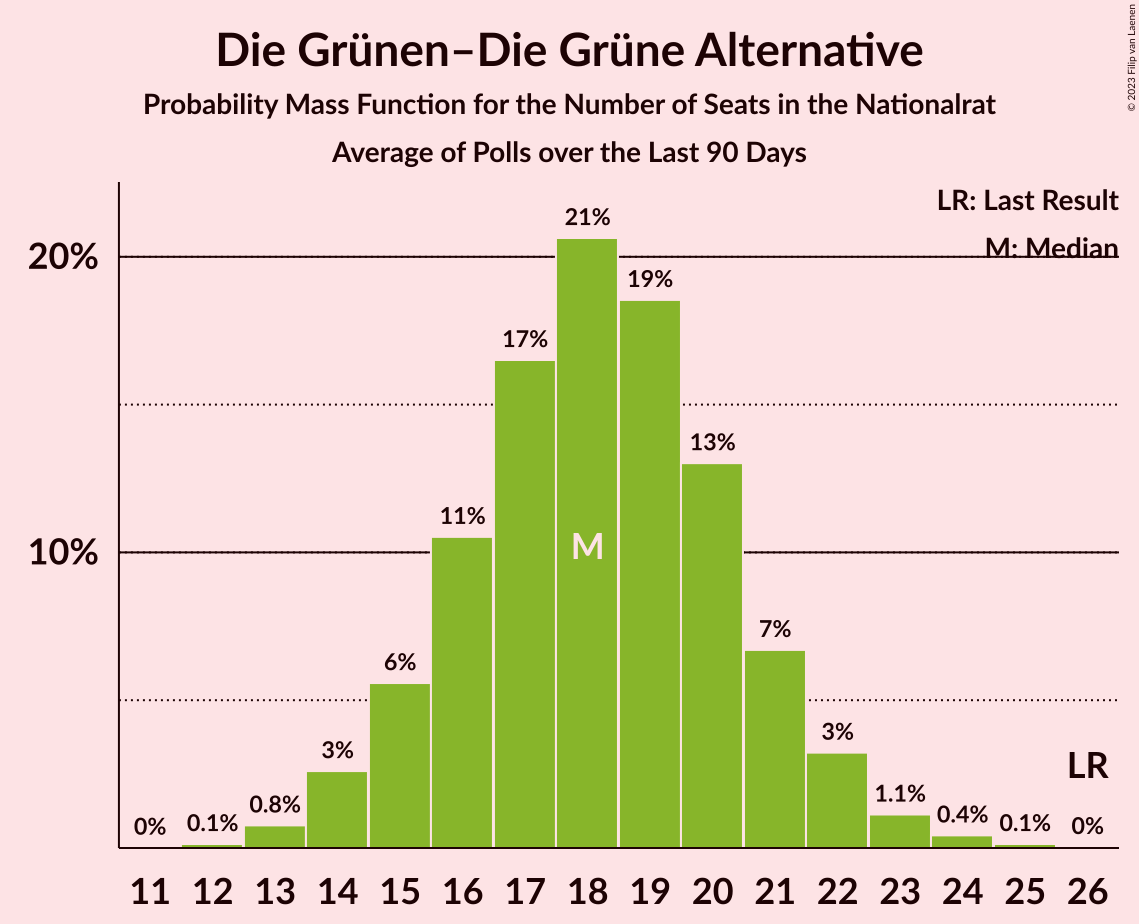 Die Grünen–Die Grüne Alternative
Probability Mass Function for the Number of Seats in the Nationalrat
Average of Polls over the Last 90 Days
© 2023 Filip van Laenen
LR: Last Result
M: Median
20%
10%
0%
0.1%
0.8%
3%
6%
11%
17%
21%
19%
13%
7%
3%
1.1%
0.4%
0.1%
0%
M
LR
11 12 13 14 15 16 17 18 19 20 21 22 23 24 25 26